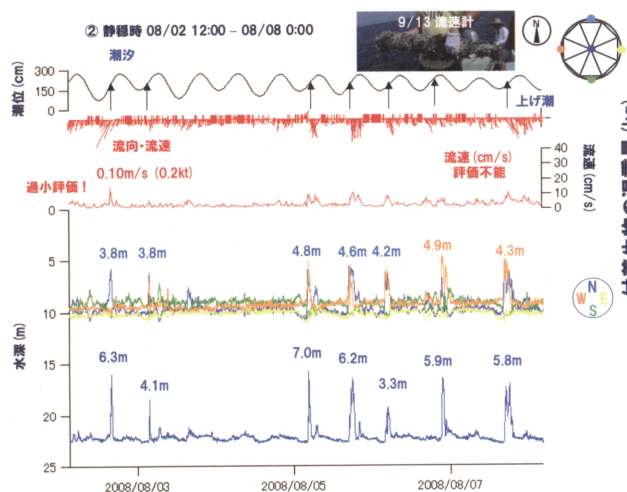 ② 静穏時 08/02 12:00 – 08/08 0:00
9/13 流速計
N
潮汐
潮位 (cm)
300
150
0
上げ潮
流向・流速
0.10m/s (0.2kt)
過小評価！
流速 (cm/s)
評価不能
40
30
20
10
0
流速 (cm/s)
0
5
10
15
20
25
水深 (m)
3.8m
3.8m
4.8m
4.6m
4.2m
4.9m
4.3m
6.3m
4.1m
7.0m
6.2m
3.3m
5.9m
5.8m
N
W E
S
2008/08/03
2008/08/05
2008/08/07